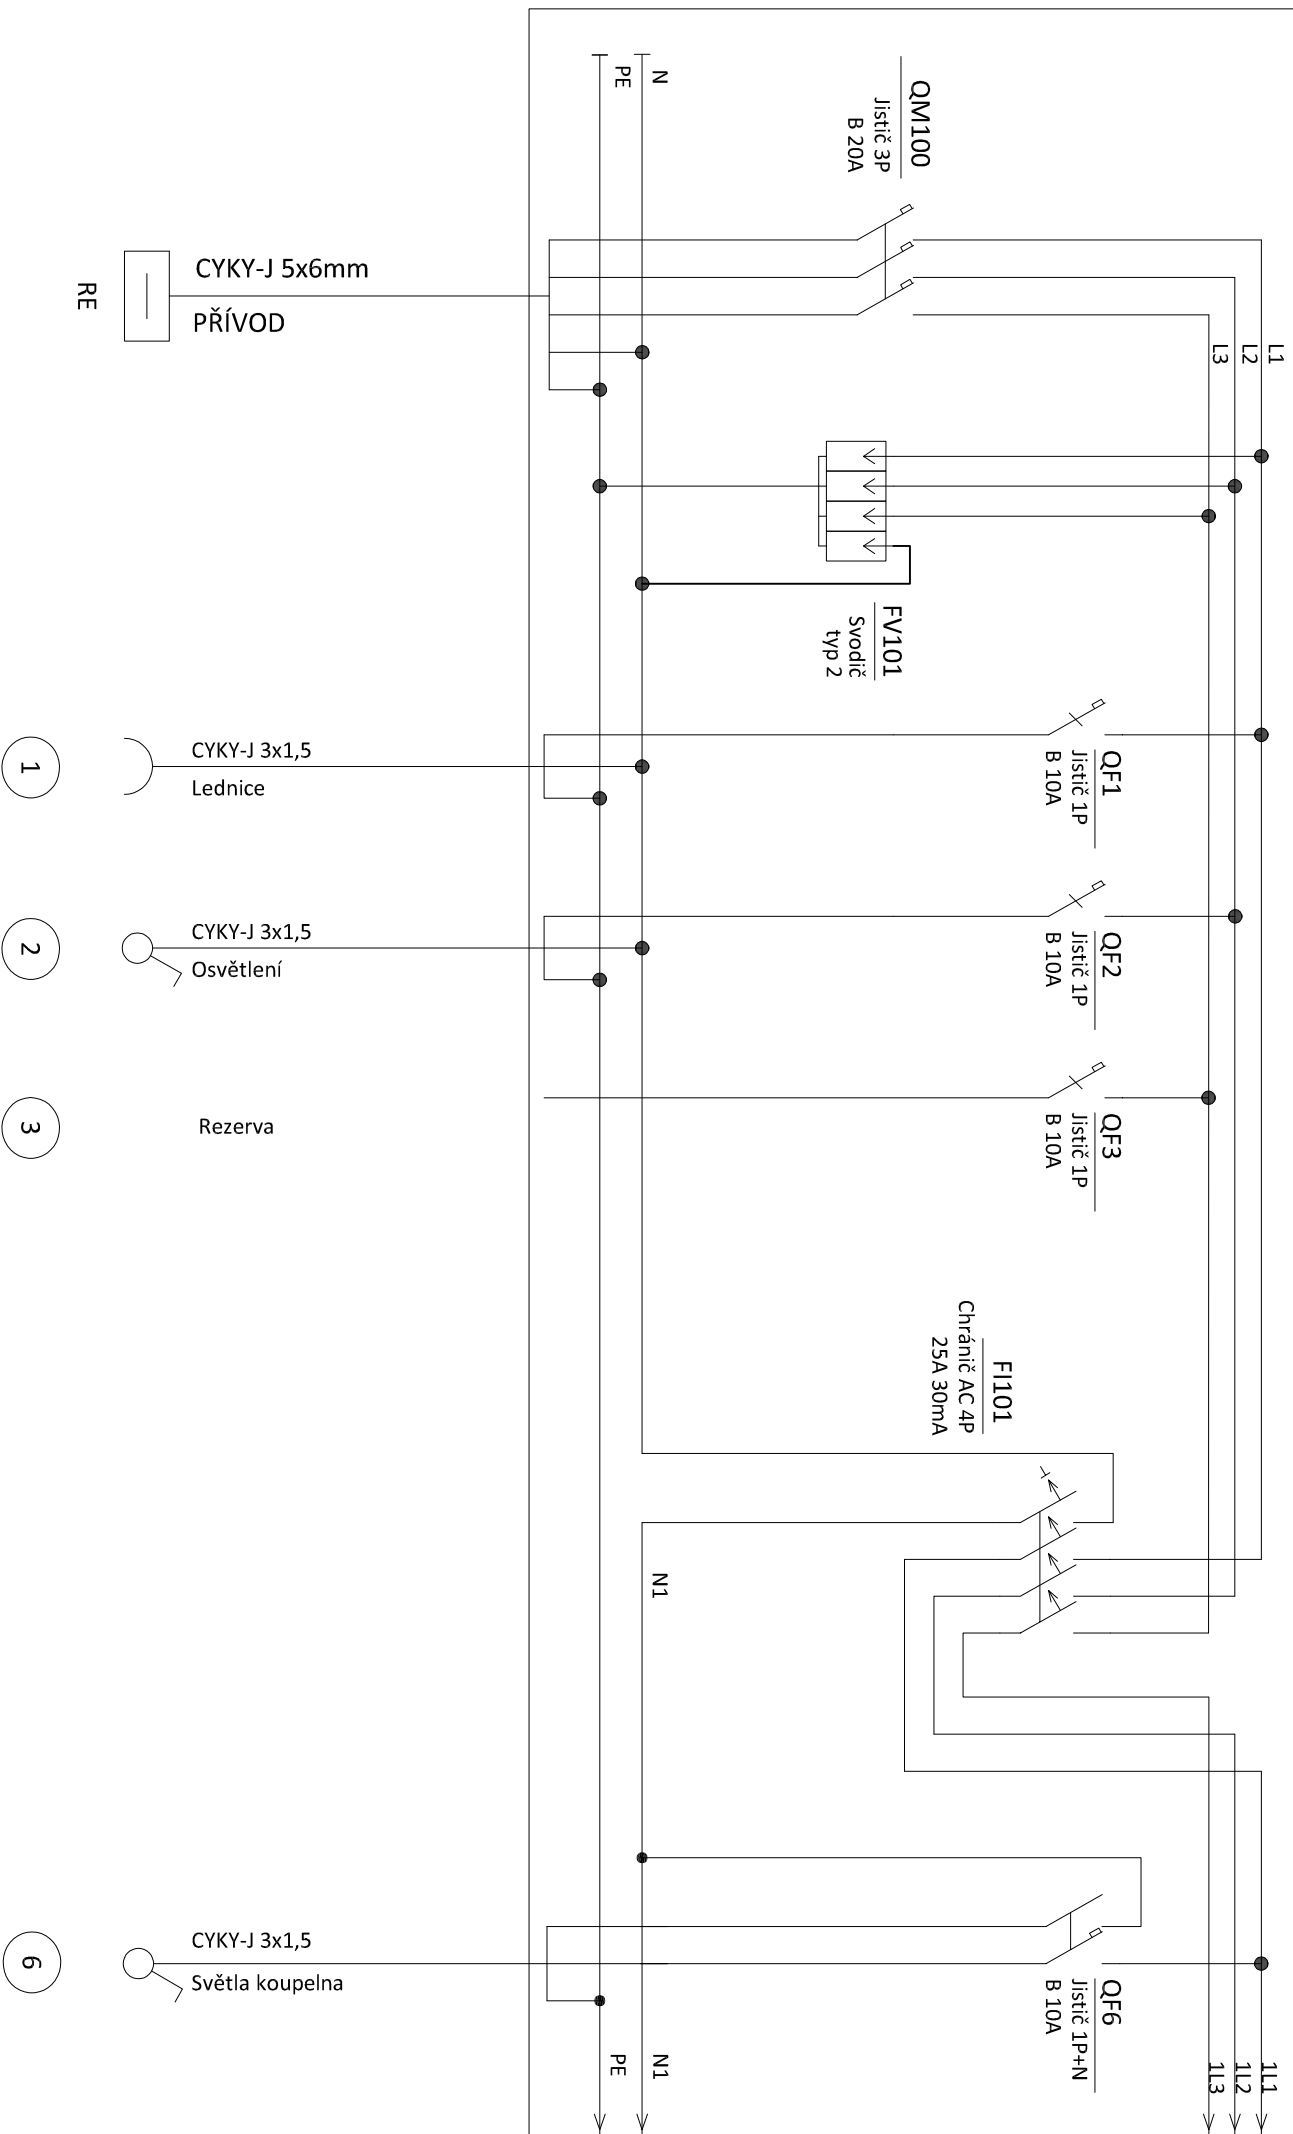 N
PE
QM100
Jistič 3P
B 20A
CYKY-J 5x6mm
PŘÍVOD
RE
L1
L2
L3
FV101
Svodič
typ 2
QF1
Jistič 1P
B 10A
CYKY-J 3x1,5
Lednice
1
QF2
Jistič 1P
B 10A
CYKY-J 3x1,5
Osvětlení
2
QF3
Jistič 1P
B 10A
Rezerva
3
FI101
Chránič AC 4P
25A 30mA
N1
QF6
Jistič 1P+N
B 10A
CYKY-J 3x1,5
Světla koupelna
6
1L1
1L2
1L3
N1
PE